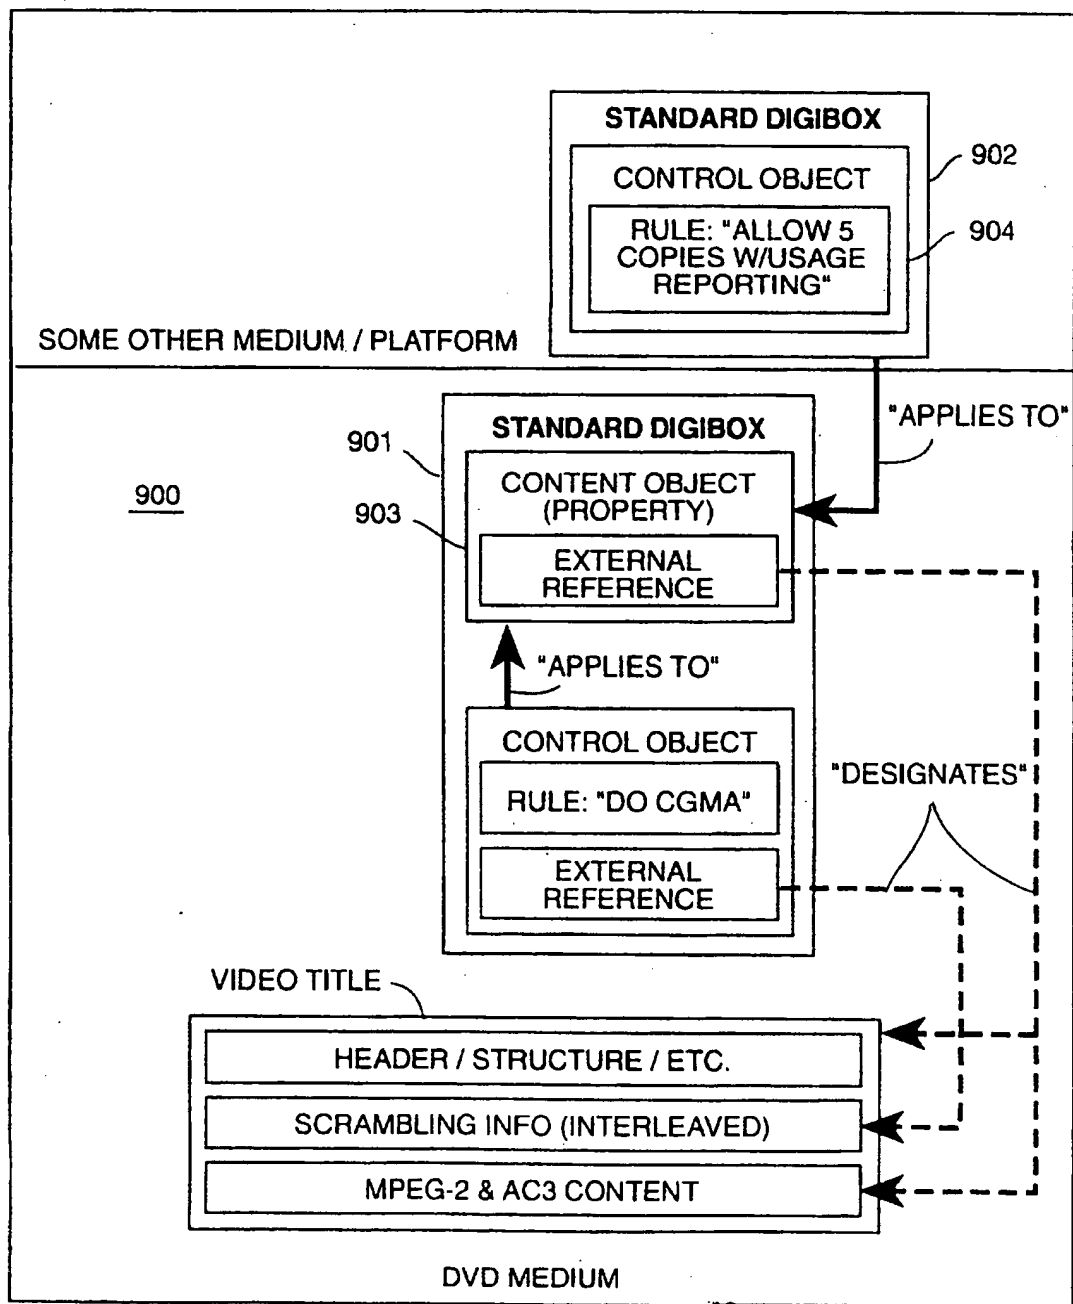 STANDARD DIGIBOX
902
CONTROL OBJECT
RULE: "ALLOW 5
COPIES W/USAGE
REPORTING"
904
SOME OTHER MEDIUM / PLATFORM
"APPLIES TO"
STANDARD DIGIBOX
901
CONTENT OBJECT
(PROPERTY)
900
903
EXTERNAL
REFERENCE
"APPLIES TO"
CONTROL OBJECT
"DESIGNATES"
RULE: "DO CGMA"
EXTERNAL
REFERENCE
VIDEO TITLE
HEADER / STRUCTURE / ETC.
SCRAMBLING INFO (INTERLEAVED)
MPEG-2 & AC3 CONTENT
DVD MEDIUM